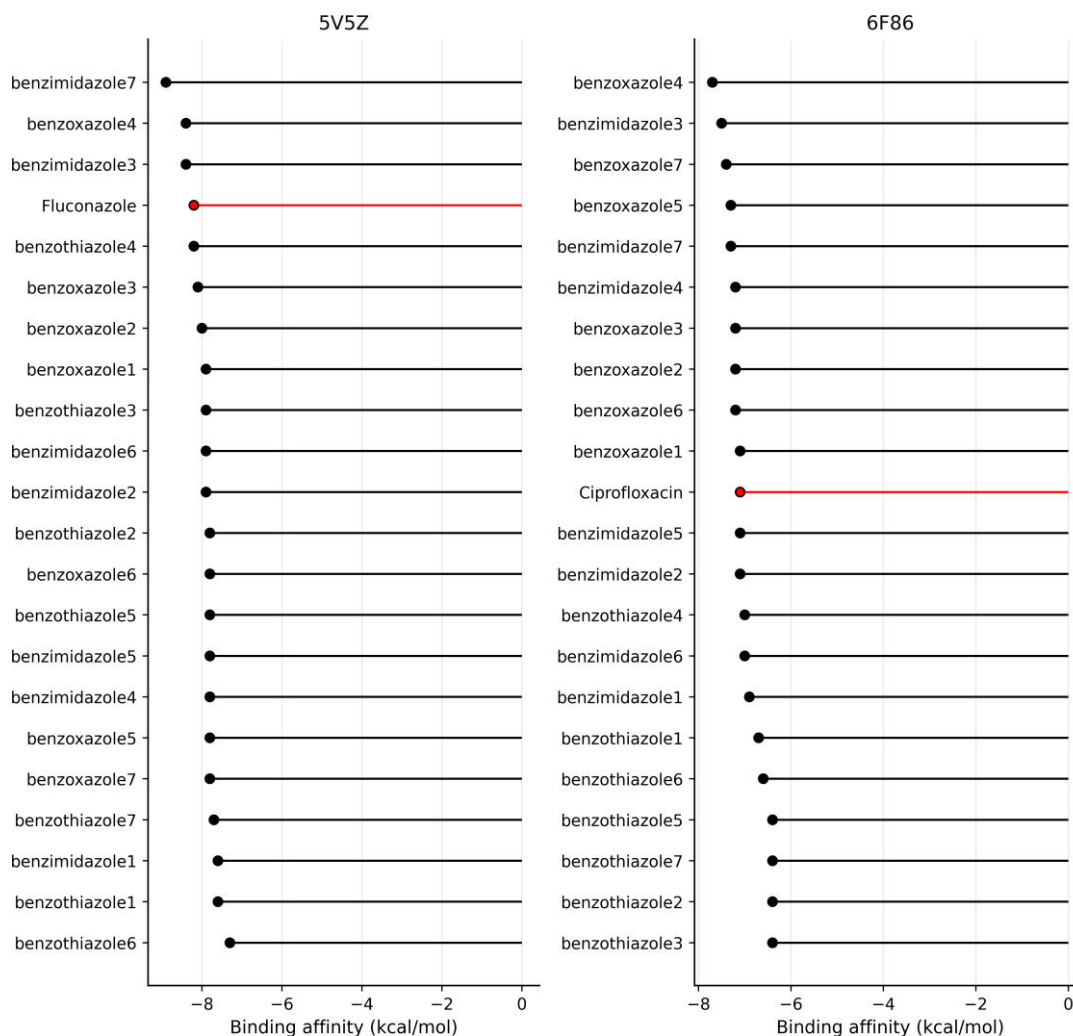 5V5Z
benzimidazole7
benzoxazole4
benzimidazole3
Fluconazole
benzothiazole4
benzoxazole3
benzoxazole2
benzoxazole1
benzothiazole3
benzimidazole6
benzimidazole2
benzothiazole2
benzoxazole6
benzothiazole5
benzimidazole5
benzimidazole4
benzoxazole5
benzoxazole7
benzothiazole7
benzimidazole1
benzothiazole1
benzothiazole6
−8 −6 −4 −2 0
Binding affinity (kcal/mol)
6F86
benzoxazole4
benzimidazole3
benzoxazole7
benzoxazole5
benzimidazole7
benzimidazole4
benzoxazole3
benzoxazole2
benzoxazole6
benzoxazole1
Ciprofloxacin
benzimidazole5
benzimidazole2
benzothiazole4
benzimidazole6
benzimidazole1
benzothiazole1
benzothiazole6
benzothiazole5
benzothiazole7
benzothiazole2
benzothiazole3
−8 −6 −4 −2 0
Binding affinity (kcal/mol)